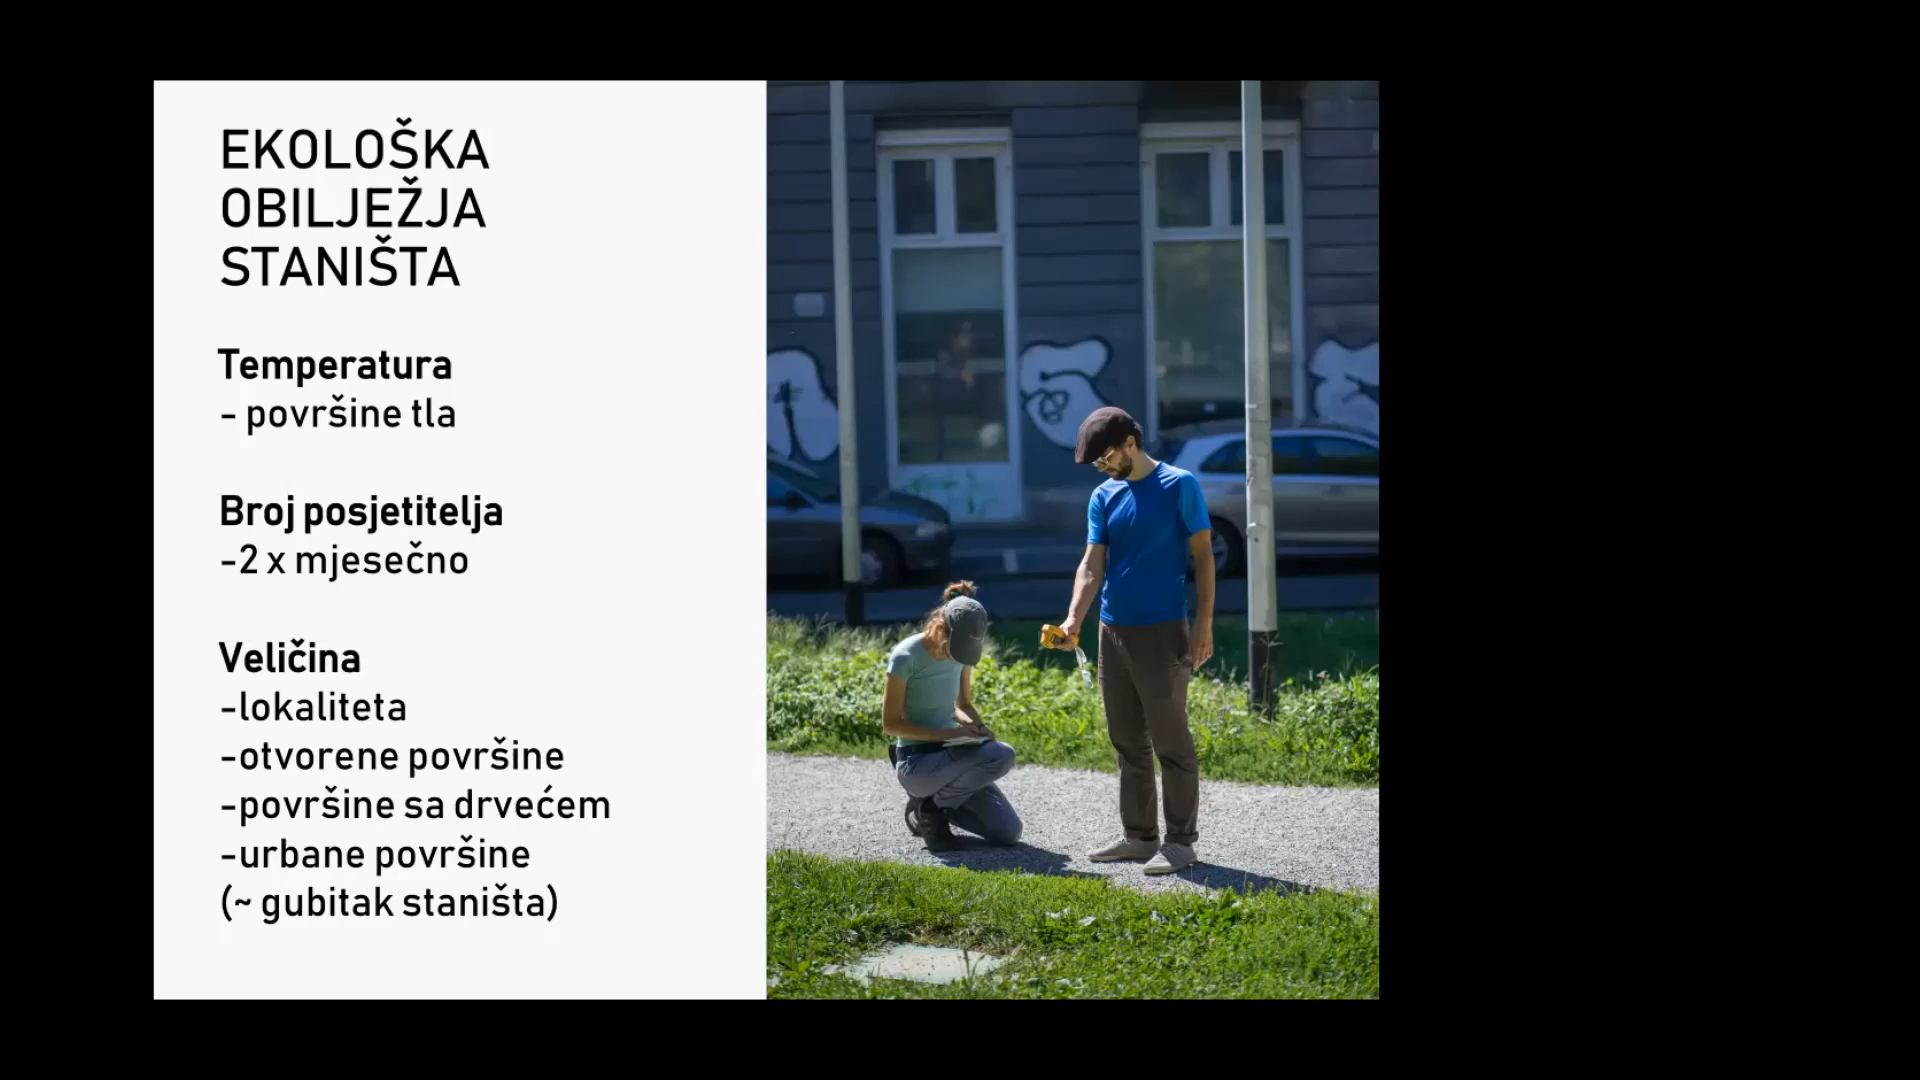 EKOLOŠKA
OBILJEŽJA
STANIŠTA
Temperatura
- površine tla
Broj posjetitelja
-2 x mjesečno
Veličina
-lokaliteta
-otvorene površine
-površine sa drvećem
-urbane površine
(~ gubitak staništa)